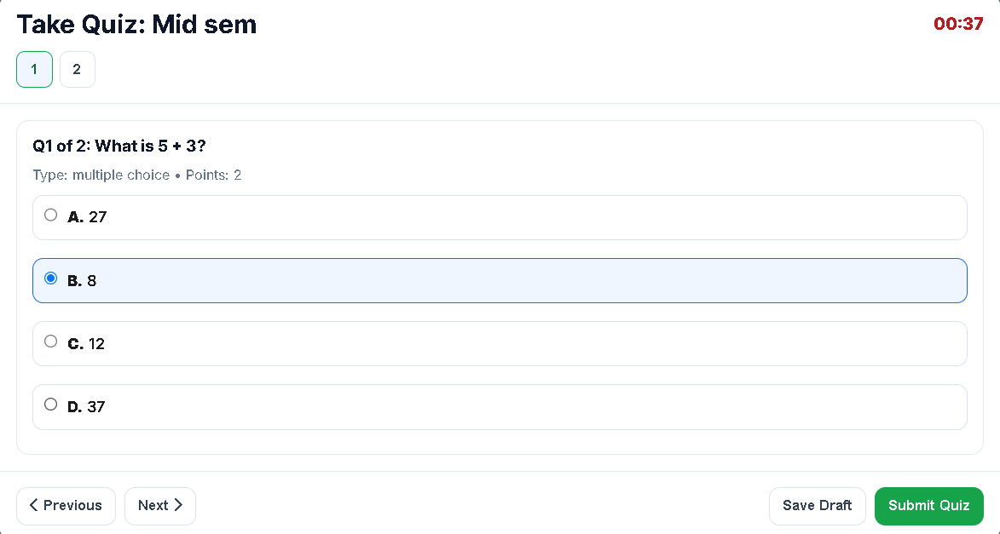 Take Quiz: Mid sem
00:37
1 2
Q1 of 2: What is 5 + 3?
Type: multiple choice • Points: 2
A. 27
B. 8
C. 12
D. 37
Previous Next Save Draft Submit Quiz